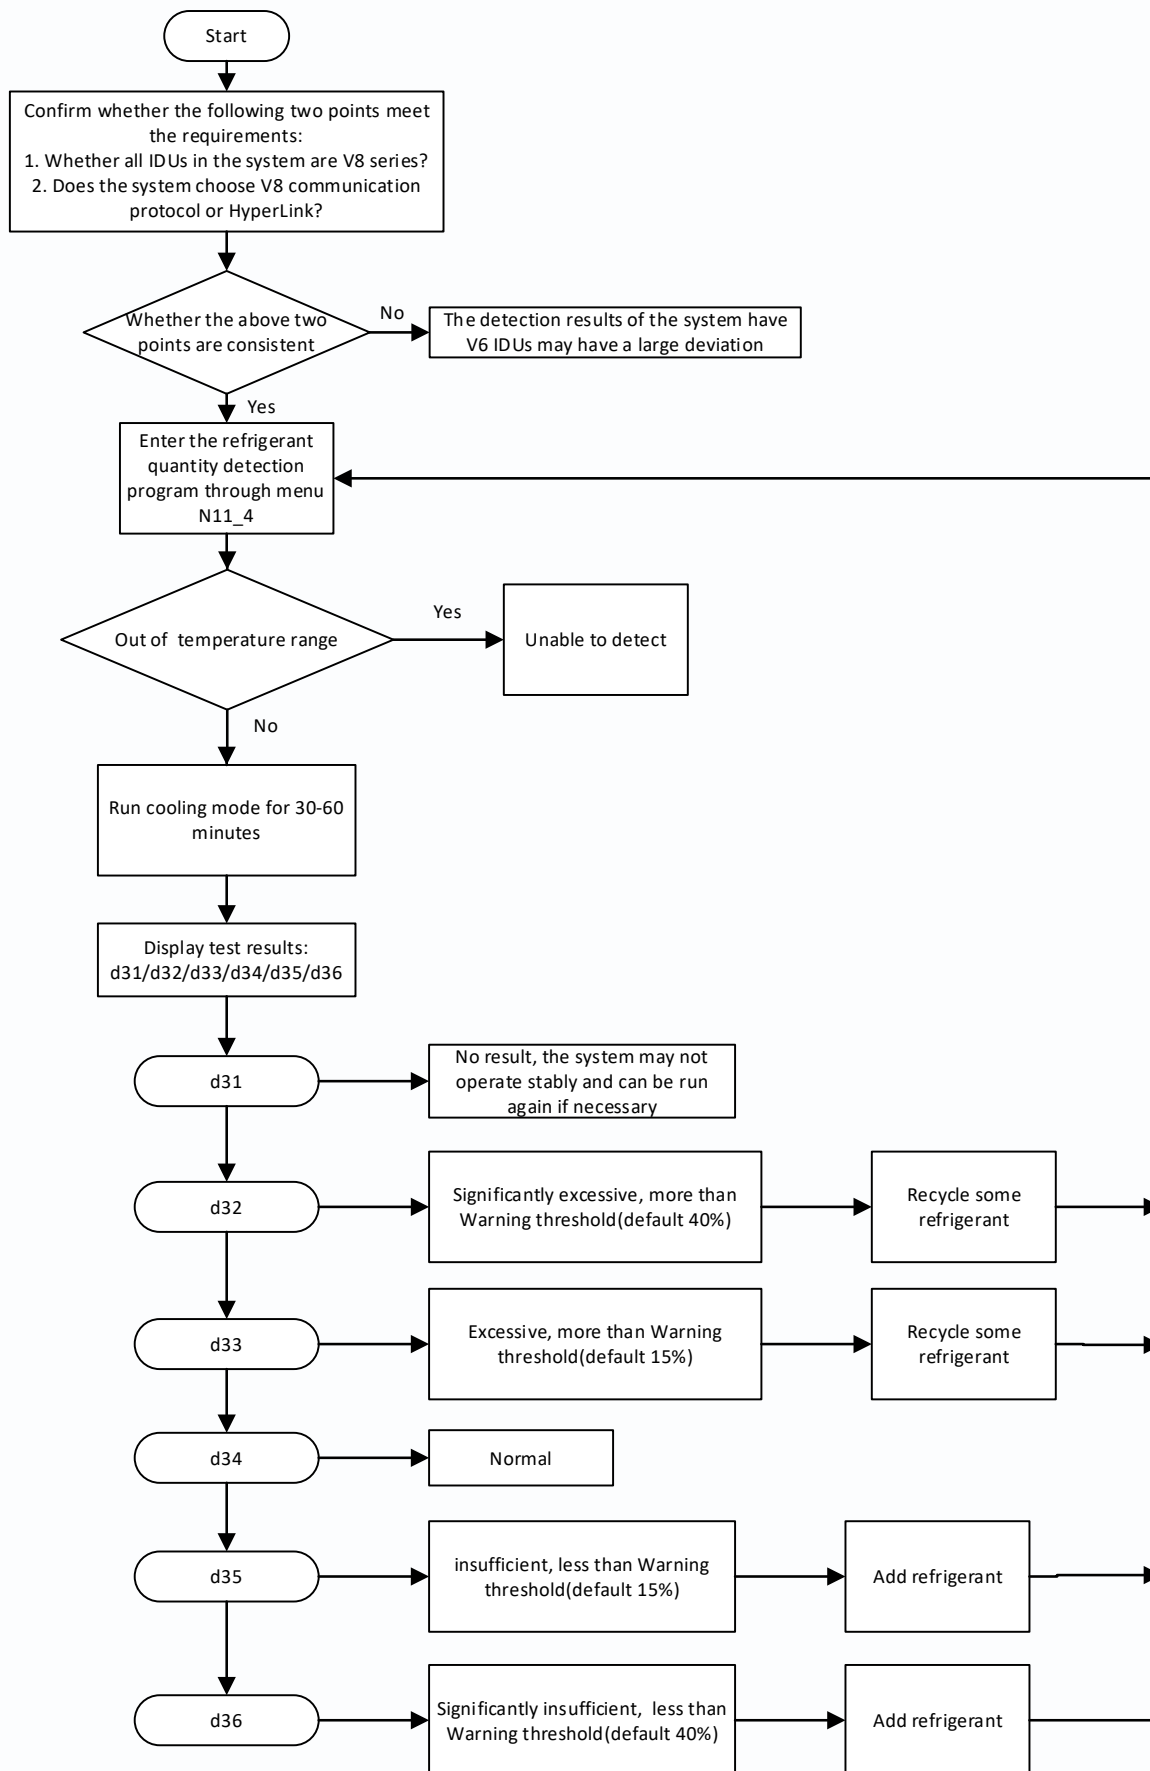 Start
Confirm whether the following two points meet
the requirements:
1. Whether all IDUs in the system are V8 series?
2. Does the system choose V8 communication
protocol or HyperLink?
Whether the above two
points are consistent
No
The detection results of the system have
V6 IDUs may have a large deviation
Yes
Enter the refrigerant
quantity detection
program through menu
N11_4
Out of temperature range
Yes
Unable to detect
No
Run cooling mode for 30-60
minutes
Display test results:
d31/d32/d33/d34/d35/d36
d31
No result, the system may not
operate stably and can be run
again if necessary
d32
Significantly excessive, more than
Warning threshold(default 40%)
Recycle some
refrigerant
d33
Excessive, more than Warning
threshold(default 15%)
Recycle some
refrigerant
d34
Normal
d35
insufficient, less than Warning
threshold(default 15%)
Add refrigerant
d36
Significantly insufficient, less than
Warning threshold(default 40%)
Add refrigerant